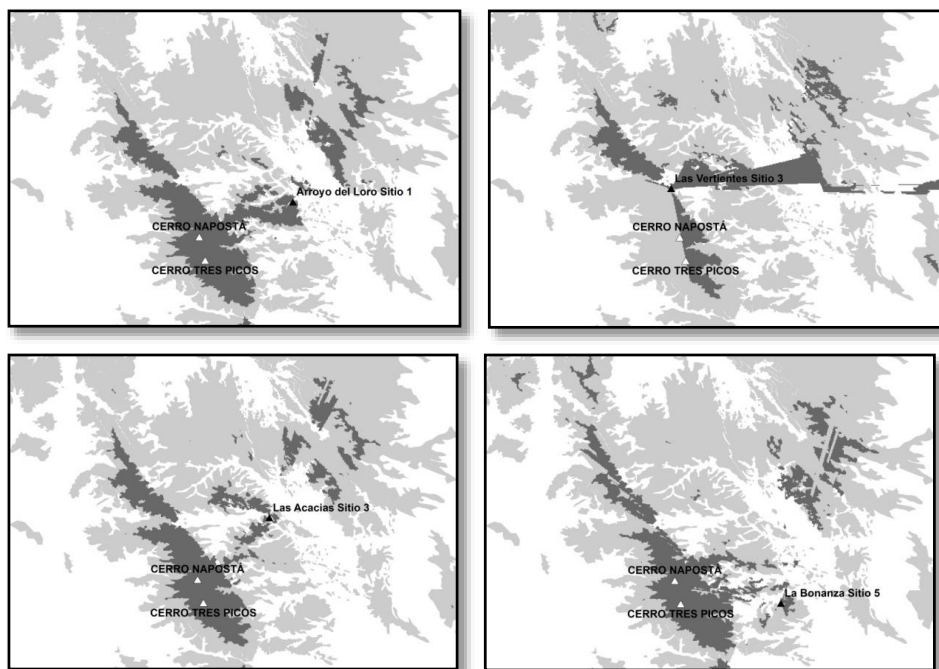 Arroyo del Loro Sitio 1
CERRO NAPOSTÁ
CERRO TRES PICOS
Las Vertientes Sitio 3
CERRO NAPOSTÁ
CERRO TRES PICOS
Las Acacias Sitio 3
CERRO NAPOSTÁ
CERRO TRES PICOS
CERRO NAPOSTÁ
La Bonanza Sitio 5
CERRO TRES PICOS